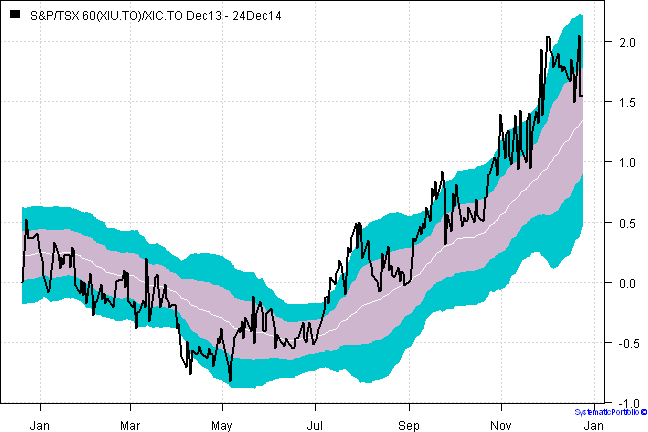 S&P/TSX 60(XIU.TO)/XIC.TO Dec13 - 24Dec14
2.0
1.5
1.0
0.5
0.0
-0.5
-1.0
SystematicPortfolio ©
Jan Mar May Jul Sep Nov Jan